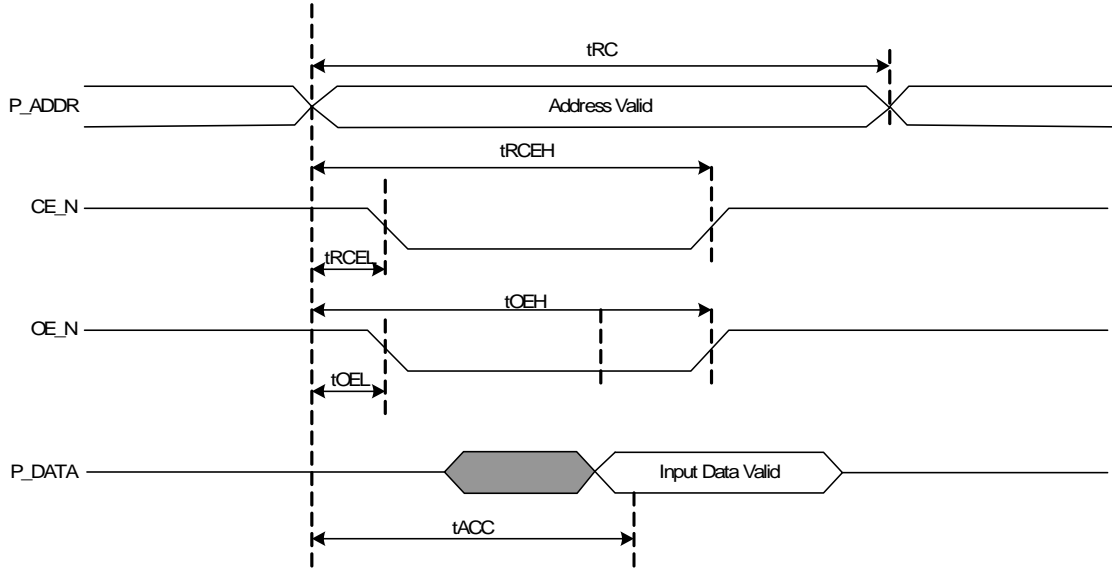 tRC
P_ADDR
Address Valid
tRCEH
CE_N
tRCEL
tOEH
OE_N
tOEL
P_DATA
Input Data Valid
tACC